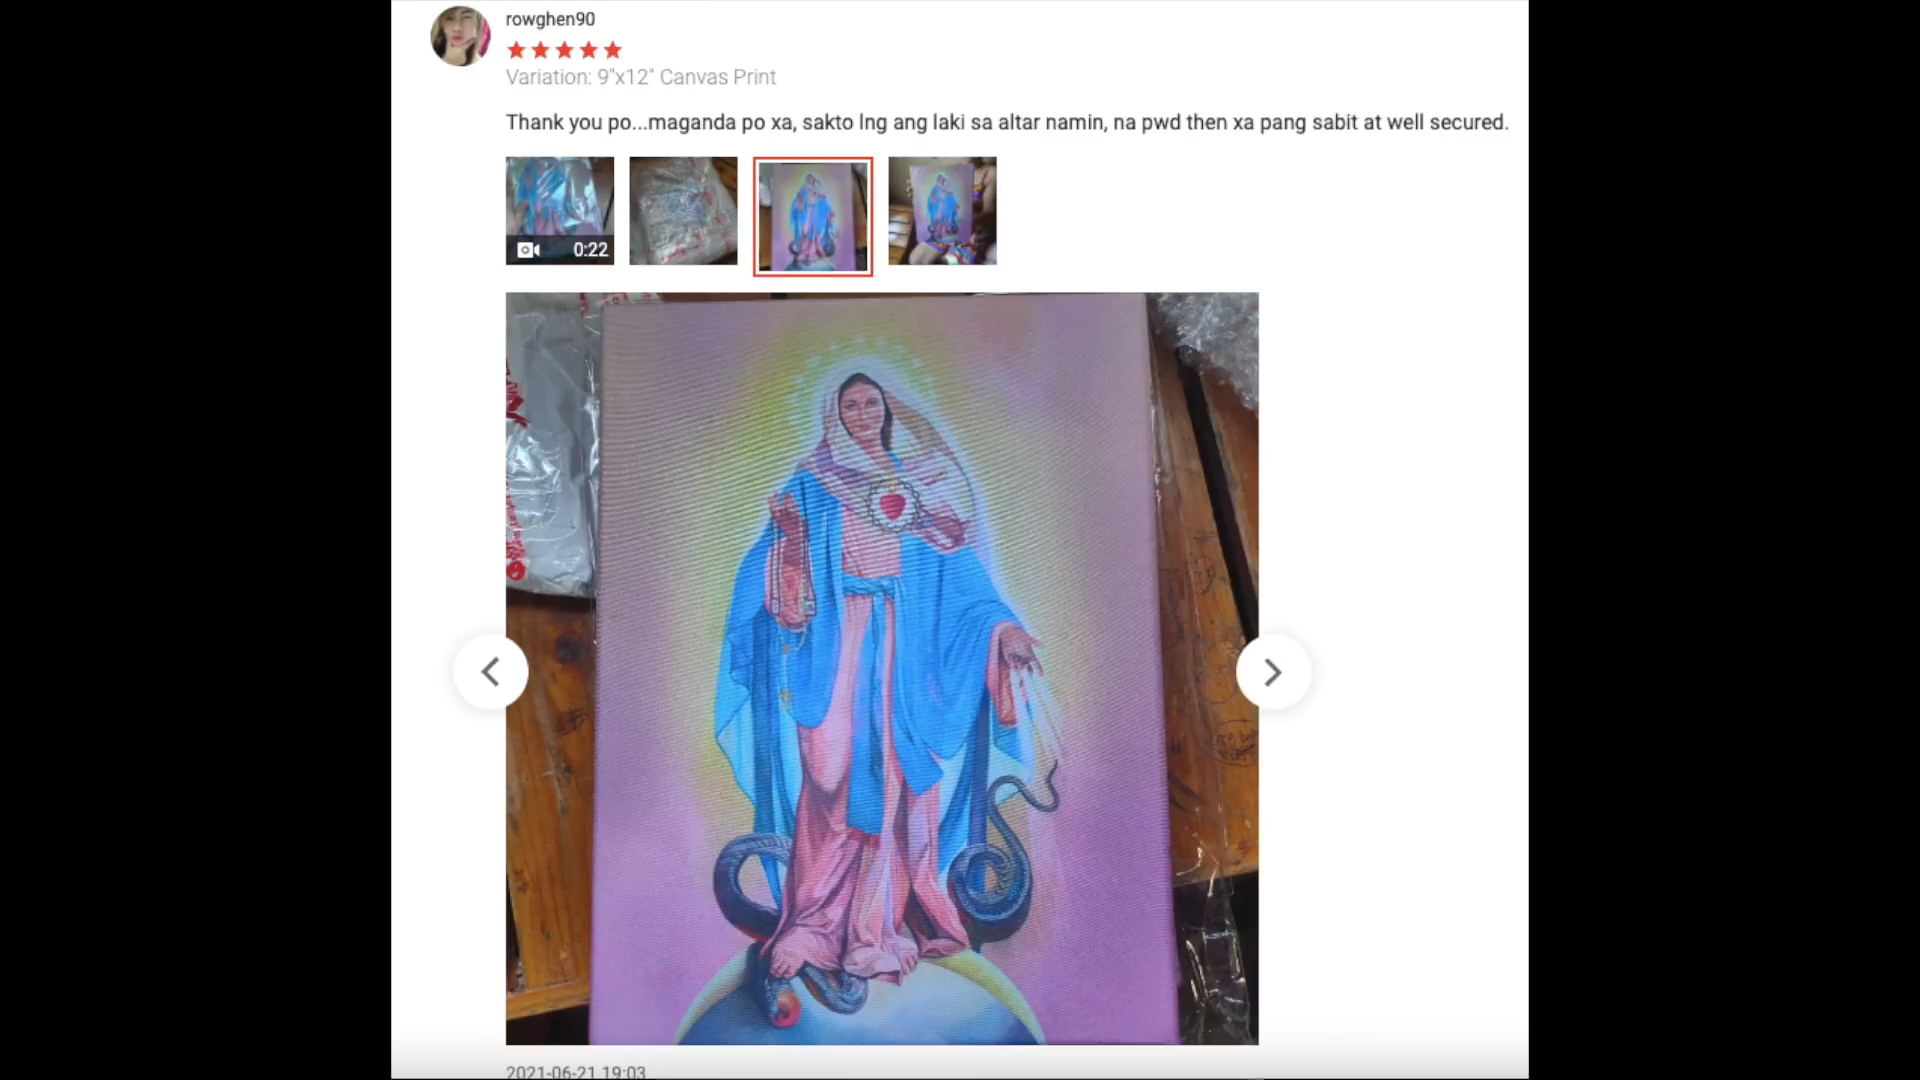 rowghen90
Variation: 9"x12" Canvas Print
Thank you po...maganda po xa, sakto lng ang laki sa altar namin, na pwd then xa pang sabit at well secured.
0:22
2021-06-21 19:03